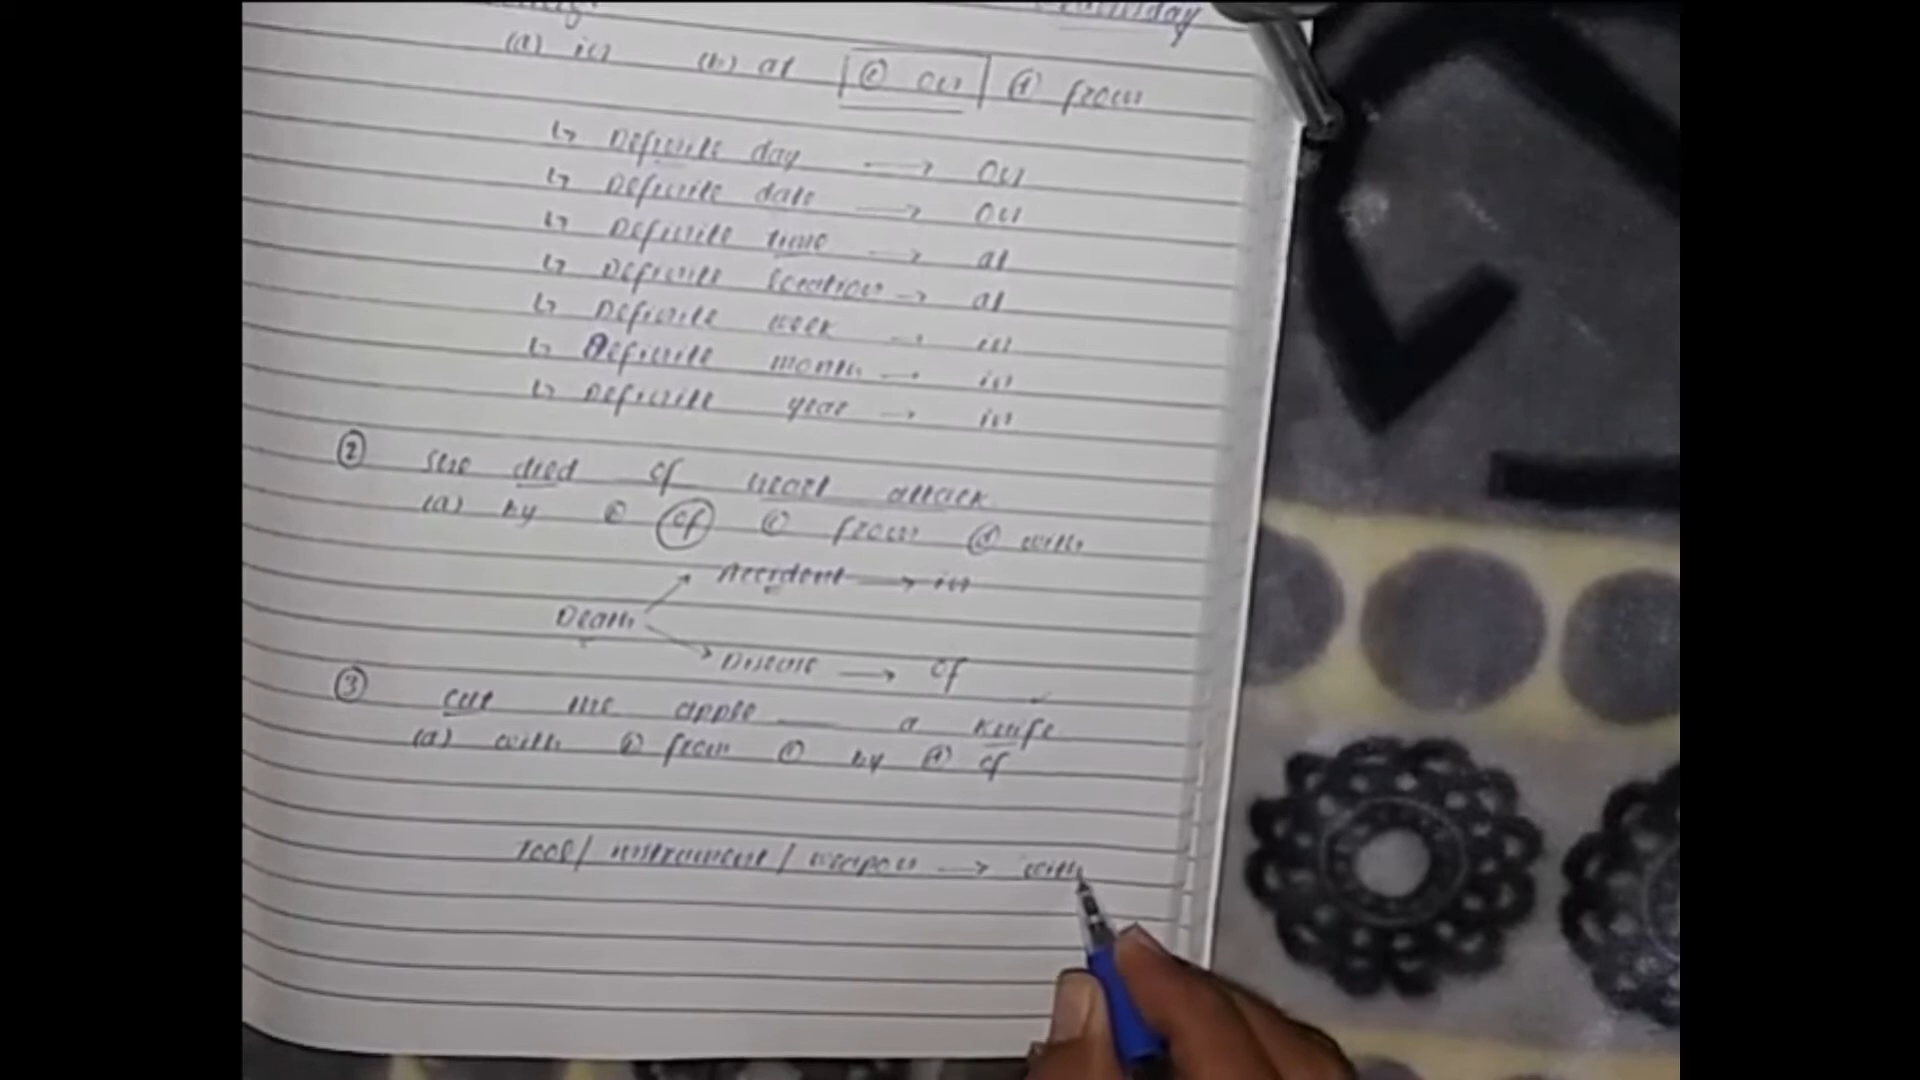 (a) in (b) at (c) on (d) from
↳ Definite day → on
↳ Definite date → on
↳ Definite time → at
↳ Definite location → at
↳ Definite week → in
↳ Definite month → in
↳ Definite year → in
② She died of heart attack
(a) by (b) of (c) from (d) with
Accident → in
Death
Disease → of
③ cut the apple ___ a knife
(a) with (b) from (c) by (d) of
Tool / instrument / weapon → with